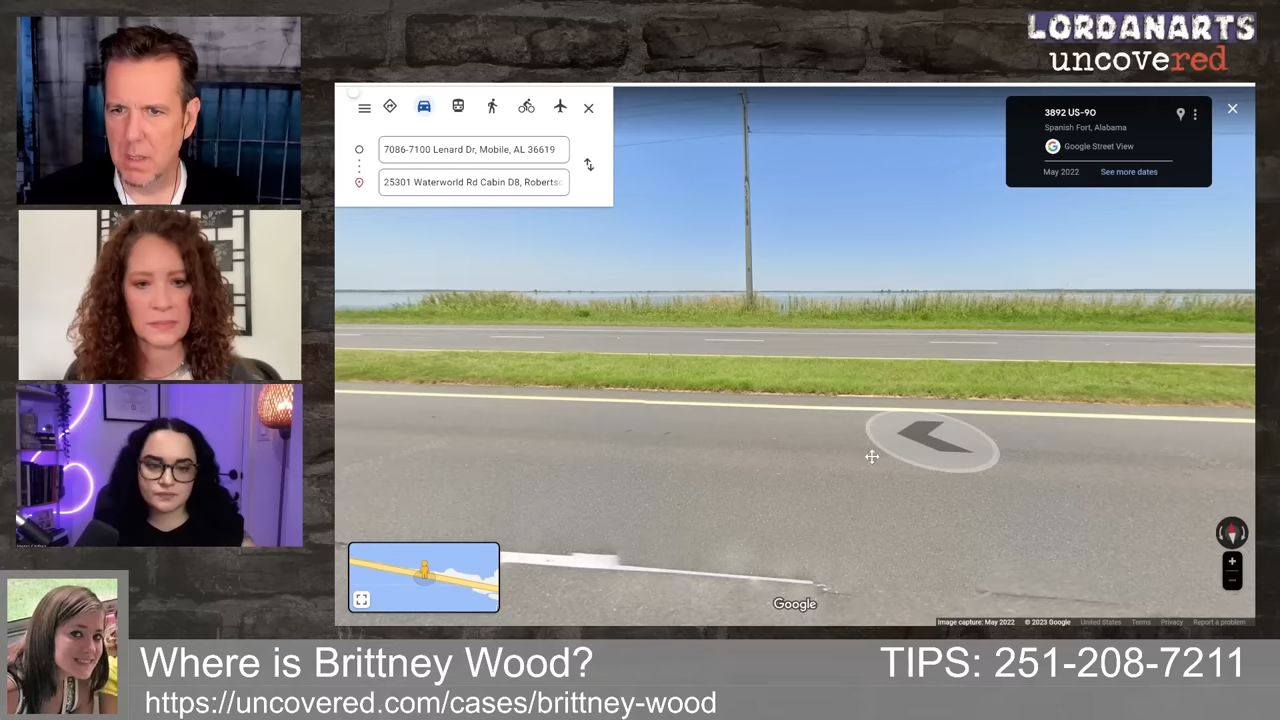 LORDANARTS
uncovered
7086-7100 Lenard Dr, Mobile, AL 36619
25301 Waterworld Rd Cabin D8, Robertsc
3892 US-90
Spanish Fort, Alabama
Google Street View
May 2022 See more dates
Google
Image capture: May 2022 © 2023 Google United States Terms Privacy Report a problem
Where is Brittney Wood?
TIPS: 251-208-7211
https://uncovered.com/cases/brittney-wood